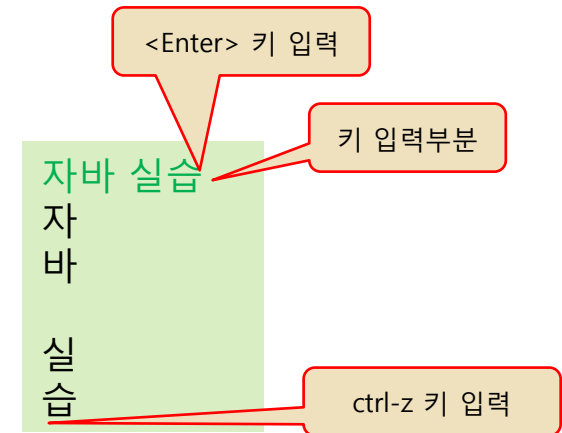 <Enter> 키 입력
키 입력부분
자바 실습
자
바
실
습
ctrl-z 키 입력